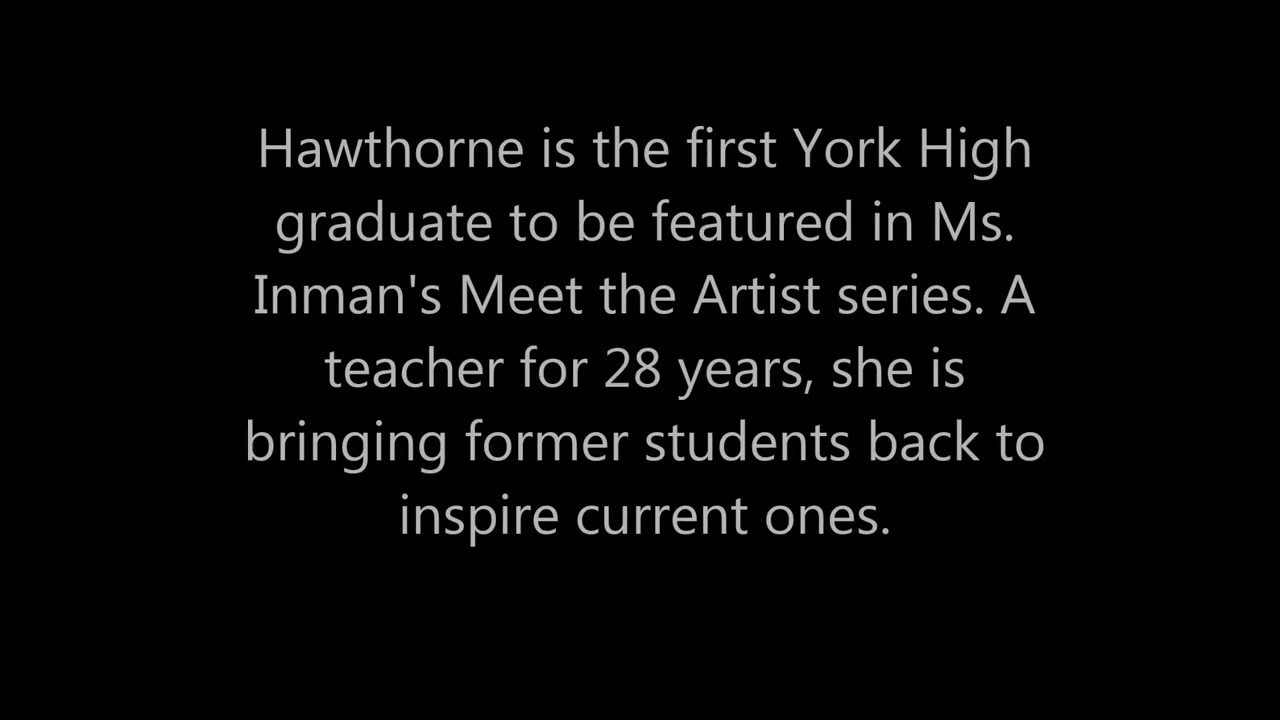 Hawthorne is the first York High
graduate to be featured in Ms.
Inman's Meet the Artist series. A
teacher for 28 years, she is
bringing former students back to
inspire current ones.